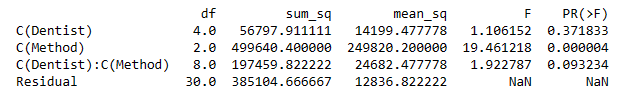 df sum_sq mean_sq F PR(>F)
C(Dentist) 4.0 56797.911111 14199.477778 1.106152 0.371833
C(Method) 2.0 499640.400000 249820.200000 19.461218 0.000004
C(Dentist):C(Method) 8.0 197459.822222 24682.477778 1.922787 0.093234
Residual 30.0 385104.666667 12836.822222 NaN NaN